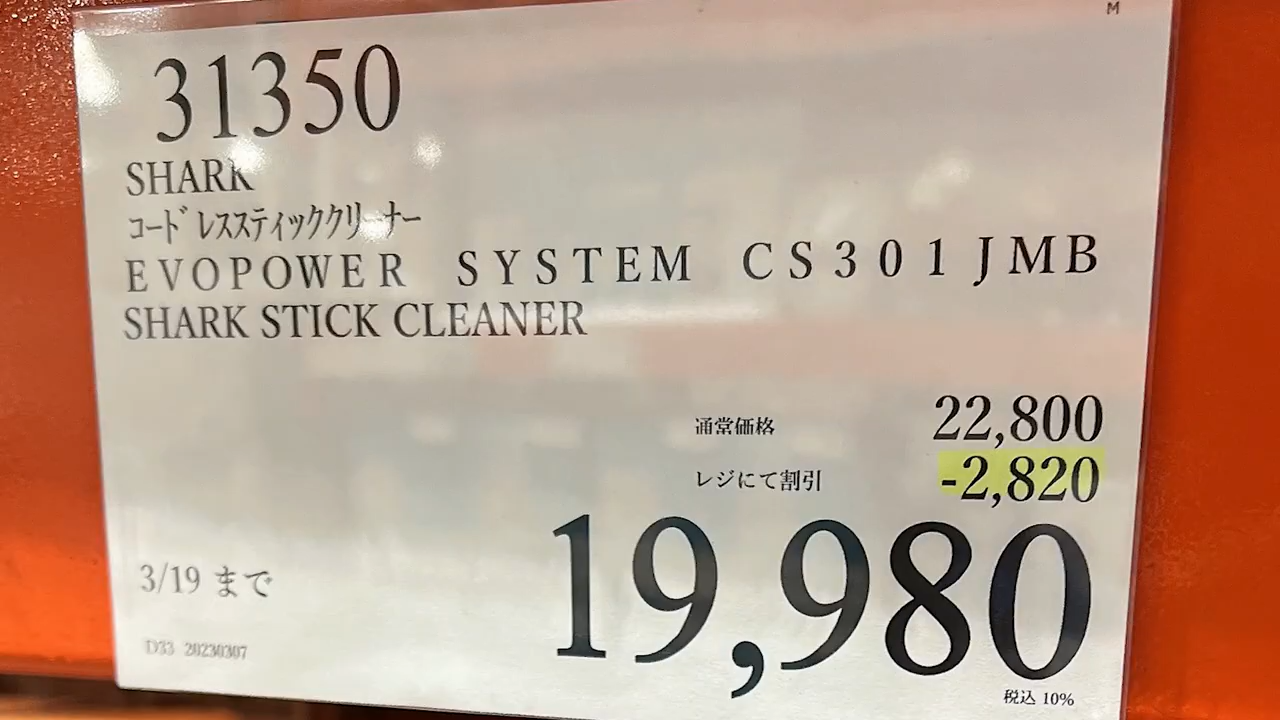 M
31350
SHARK
コードレススティッククリーナー
EVOPOWER SYSTEM CS301JMB
SHARK STICK CLEANER
通常価格 22,800
レジにて割引 -2,820
19,980
3/19 まで
D33 20230307
税込 10%